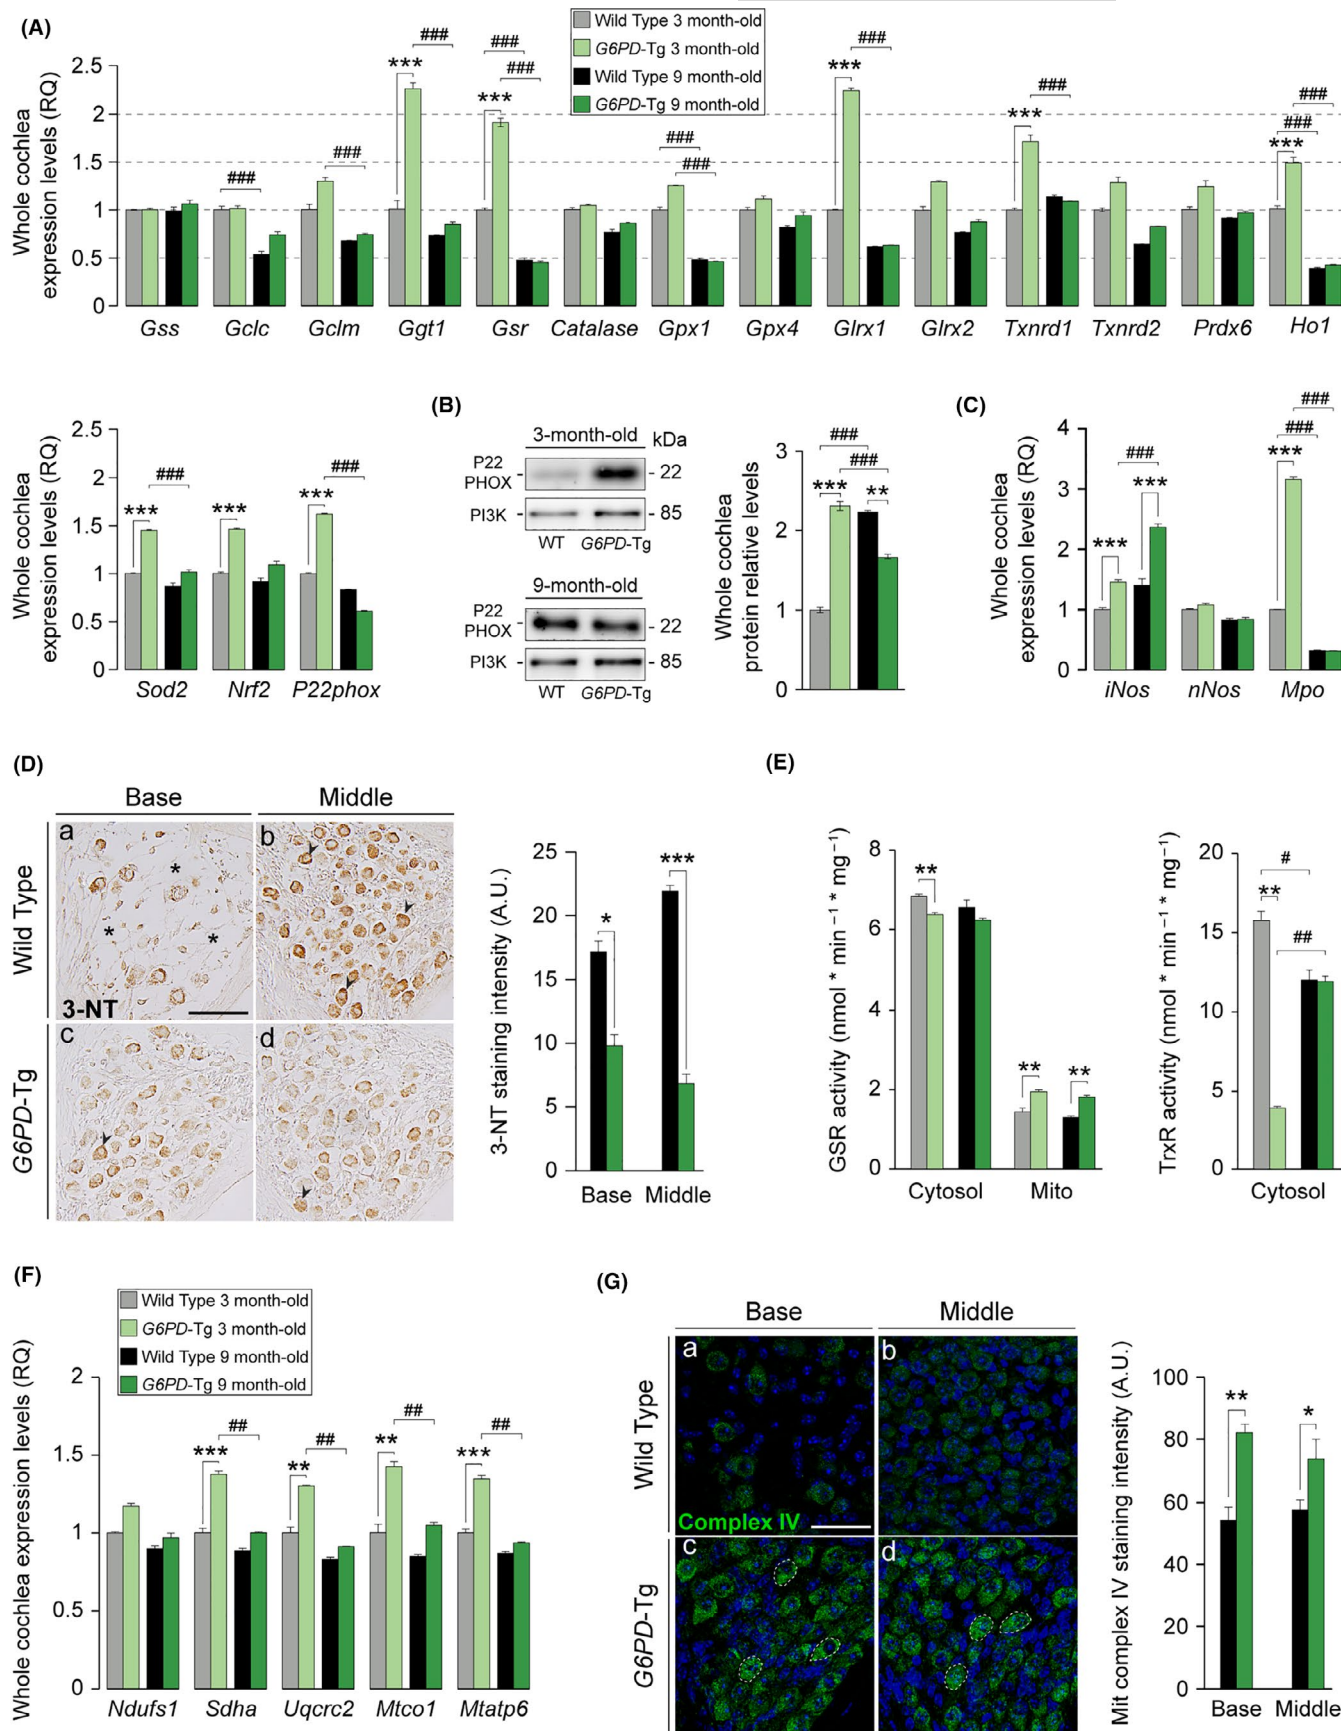 (A)
Wild Type 3 month-old
G6PD-Tg 3 month-old
Wild Type 9 month-old
G6PD-Tg 9 month-old
Whole cochlea
expression levels (RQ)
2.5
2
1.5
1
0.5
0
###
###
***
###
###
***
###
###
###
***
###
***
###
###
###
***
Gss Gclc Gclm Ggt1 Gsr Catalase Gpx1 Gpx4 Glrx1 Glrx2 Txnrd1 Txnrd2 Prdx6 Ho1
Whole cochlea
expression levels (RQ)
2.5
2
1.5
1
0.5
0
###
***
***
###
***
Sod2 Nrf2 P22phox
(B)
3-month-old kDa
P22
PHOX - - 22
PI3K - - 85
WT G6PD-Tg
9-month-old
P22
PHOX - - 22
PI3K - - 85
WT G6PD-Tg
Whole cochlea
protein relative levels
3
2
1
0
###
###
***
**
(C)
Whole cochlea
expression levels (RQ)
4
3
2
1
0
###
***
***
###
###
***
iNos nNos Mpo
(D)
Base Middle
Wild Type
G6PD-Tg
a
*
*
*
3-NT
b
c
d
3-NT staining intensity (A.U.)
25
20
15
10
5
0
*
***
Base Middle
(E)
GSR activity (nmol * min −1 * mg−1)
8
6
4
2
0
**
**
**
Cytosol Mito
TrxR activity (nmol * min −1 * mg−1)
20
15
10
5
0
#
**
##
Cytosol
(F)
Wild Type 3 month-old
G6PD-Tg 3 month-old
Wild Type 9 month-old
G6PD-Tg 9 month-old
Whole cochlea expression levels (RQ)
2
1.5
1
0.5
0
##
***
##
**
##
**
##
***
Ndufs1 Sdha Uqcrc2 Mtco1 Mtatp6
(G)
Base Middle
Wild Type
G6PD-Tg
a
Complex IV
b
c
d
Mit complex IV staining intensity (A.U.)
100
80
60
40
20
0
**
*
Base Middle